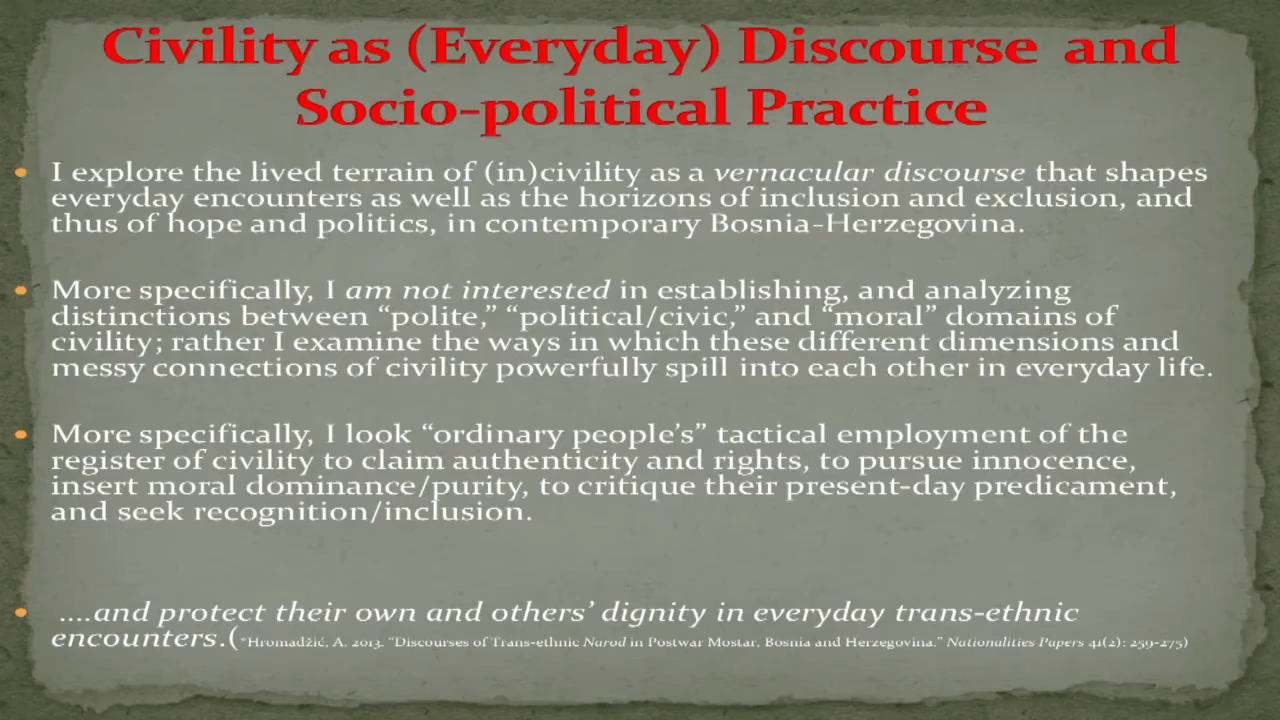 Civility as (Everyday) Discourse and
Socio-political Practice
• I explore the lived terrain of (in)civility as a vernacular discourse that shapes
everyday encounters as well as the horizons of inclusion and exclusion, and
thus of hope and politics, in contemporary Bosnia-Herzegovina.
• More specifically, I am not interested in establishing, and analyzing
distinctions between “polite,” “political/civic,” and “moral” domains of
civility; rather I examine the ways in which these different dimensions and
messy connections of civility powerfully spill into each other in everyday life.
• More specifically, I look “ordinary people’s” tactical employment of the
register of civility to claim authenticity and rights, to pursue innocence,
insert moral dominance/purity, to critique their present-day predicament,
and seek recognition/inclusion.
• ….and protect their own and others’ dignity in everyday trans-ethnic
encounters.(*Hromadžić, A. 2013. “Discourses of Trans-ethnic Narod in Postwar Mostar, Bosnia and Herzegovina.” Nationalities Papers 41(2): 259-275)